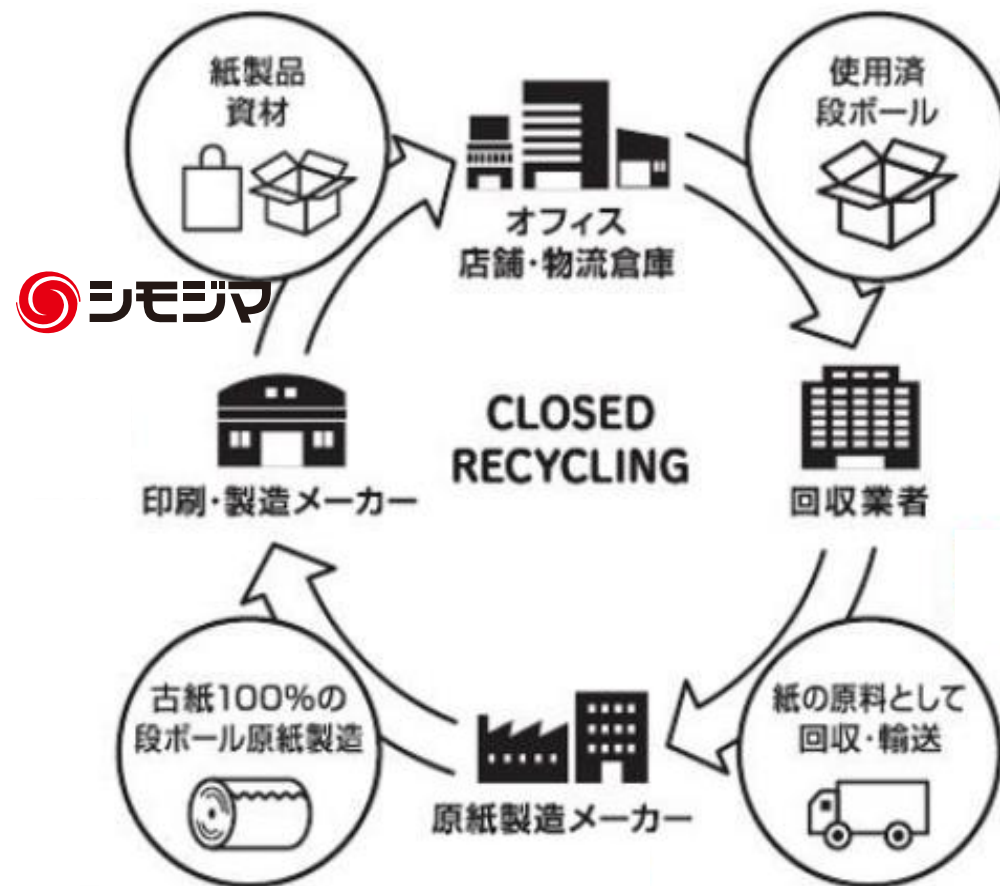 紙製品
資材
オフィス
店舗・物流倉庫
使用済
段ボール
シモジマ
CLOSED
RECYCLING
印刷・製造メーカー
回収業者
古紙100%の
段ボール原紙製造
原紙製造メーカー
紙の原料として
回収・輸送